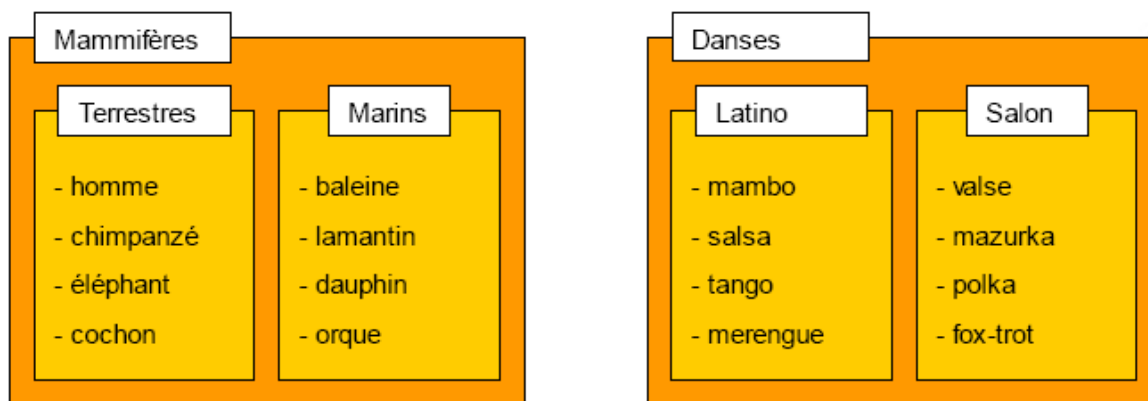 Mammifères
Terrestres
- homme
- chimpanzé
- éléphant
- cochon
Marins
- baleine
- lamantin
- dauphin
- orque
Danses
Latino
- mambo
- salsa
- tango
- merengue
Salon
- valse
- mazurka
- polka
- fox-trot